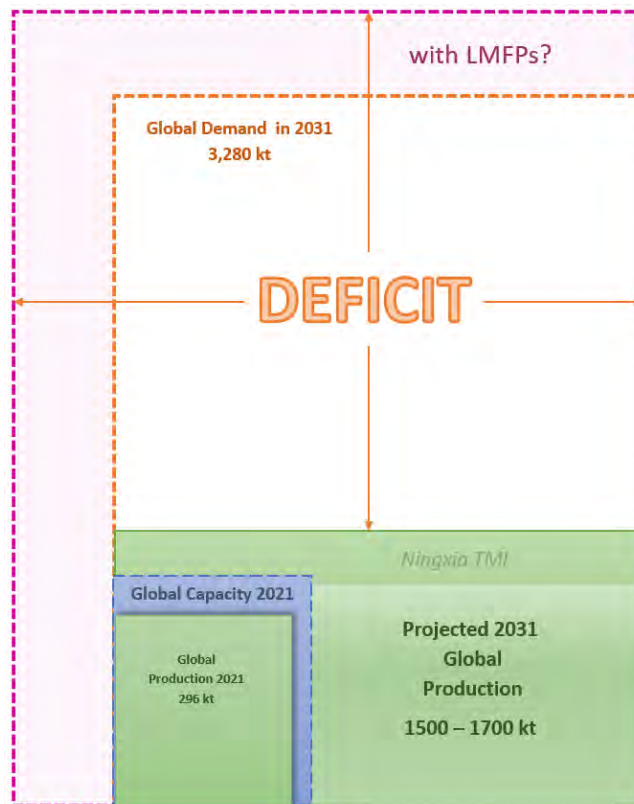 with LMFPs?
Global Demand in 2031
3,280 kt
DEFICIT
Ningxia TMI
Global Capacity 2021
Global
Production 2021
296 kt
Projected 2031
Global
Production
1500 – 1700 kt